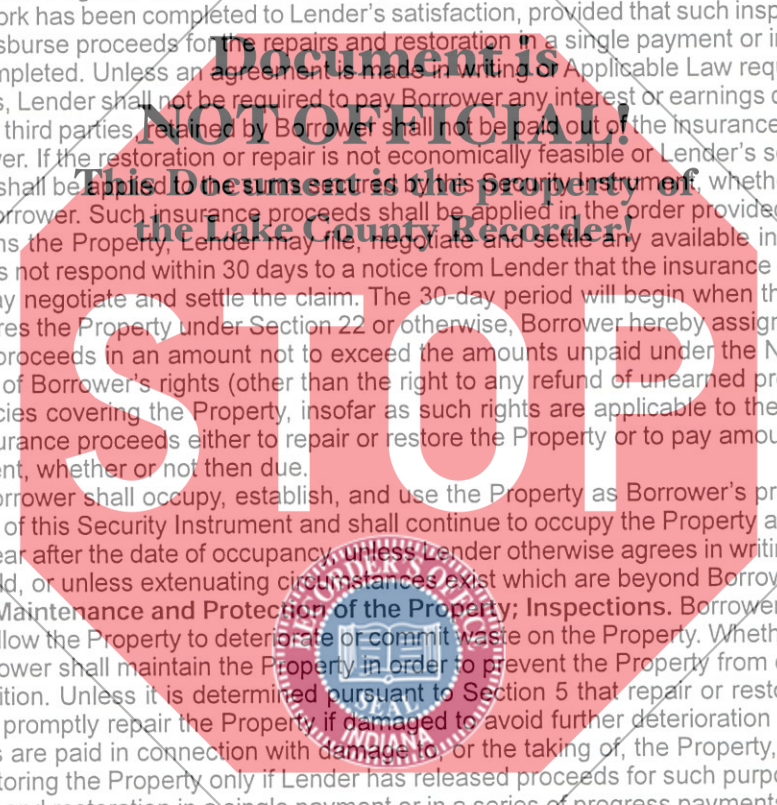 ork has been completed to Lender's satisfaction, provided that such insp
sburse proceeds for the repairs and restoration in a single payment or i
mpleted. Unless an agreement is made in writing or Applicable Law req
s, Lender shall not be required to pay Borrower any interest or earnings o
third parties, retained by Borrower shall not be paid out of the insurance
er. If the restoration or repair is not economically feasible or Lender's s
shall be applied to the sums secured by this Security Instrument, wheth
orrower. Such insurance proceeds shall be applied in the order provided
ns the Property, Lender may file, negotiate and settle any available in
s not respond within 30 days to a notice from Lender that the insurance
ay negotiate and settle the claim. The 30-day period will begin when th
res the Property under Section 22 or otherwise, Borrower hereby assign
proceeds in an amount not to exceed the amounts unpaid under the N
of Borrower's rights (other than the right to any refund of unearned pr
cies covering the Property, insofar as such rights are applicable to the
urance proceeds either to repair or restore the Property or to pay amou
ent, whether or not then due.
orrower shall occupy, establish, and use the Property as Borrower's pr
of this Security Instrument and shall continue to occupy the Property a
ear after the date of occupancy, unless Lender otherwise agrees in writi
ld, or unless extenuating circumstances exist which are beyond Borrow
Maintenance and Protection of the Property; Inspections. Borrower
llow the Property to deteriorate or commit waste on the Property. Wheth
ower shall maintain the Property in order to prevent the Property from
ition. Unless it is determined pursuant to Section 5 that repair or resto
promptly repair the Property if damaged to avoid further deterioration
s are paid in connection with damage to, or the taking of, the Property,
toring the Property only if Lender has released proceeds for such purpo
and restoration in a single payment or in a series of progress payment
Document is
NOT OFFICIAL!
This Document is the property of
the Lake County Recorder!
STOP
RECORDER'S OFFIC
SEAL
INDIANA